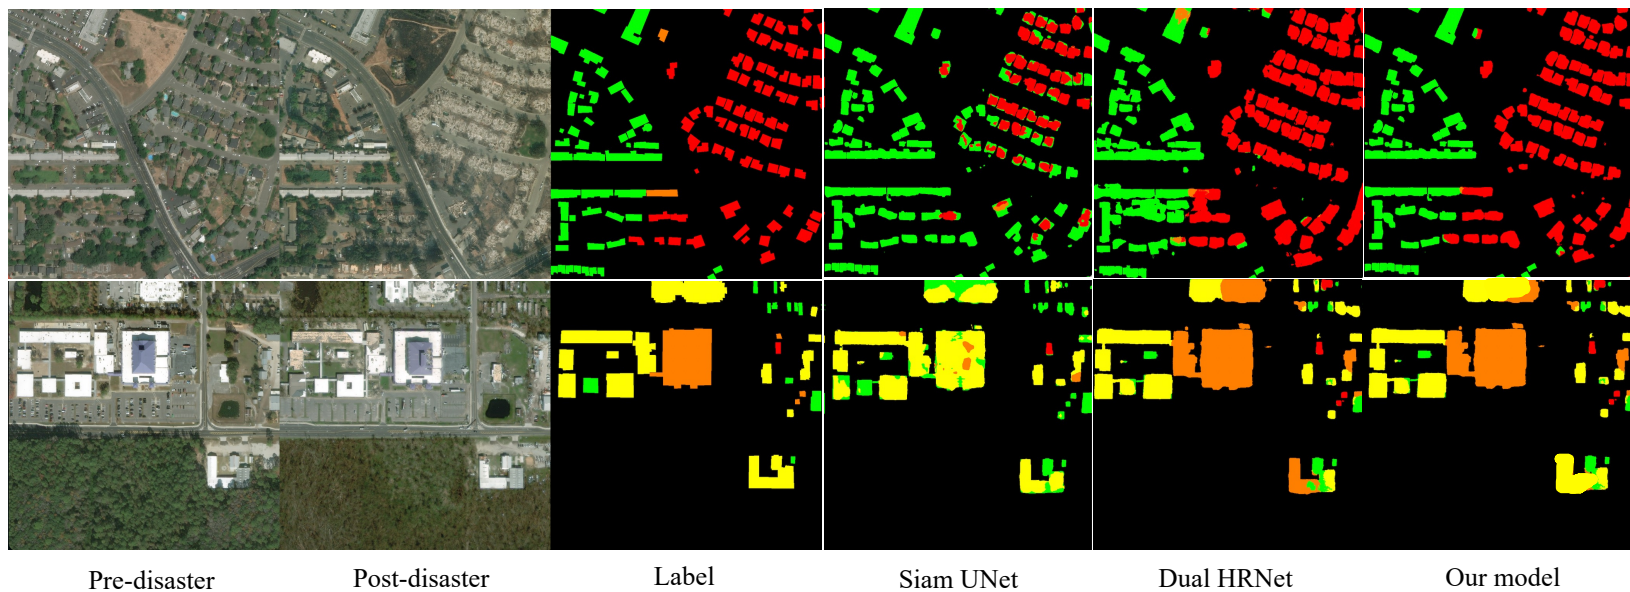 Pre-disaster
Post-disaster
Label
Siam UNet
Dual HRNet
Our model